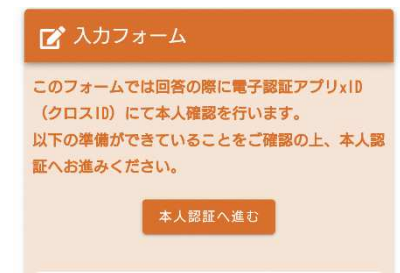 入力フォーム
このフォームでは回答の際に電子認証アプリxID
（クロスID）にて本人確認を行います。
以下の準備ができていることをご確認の上、本人認
証へお進みください。
本人認証へ進む